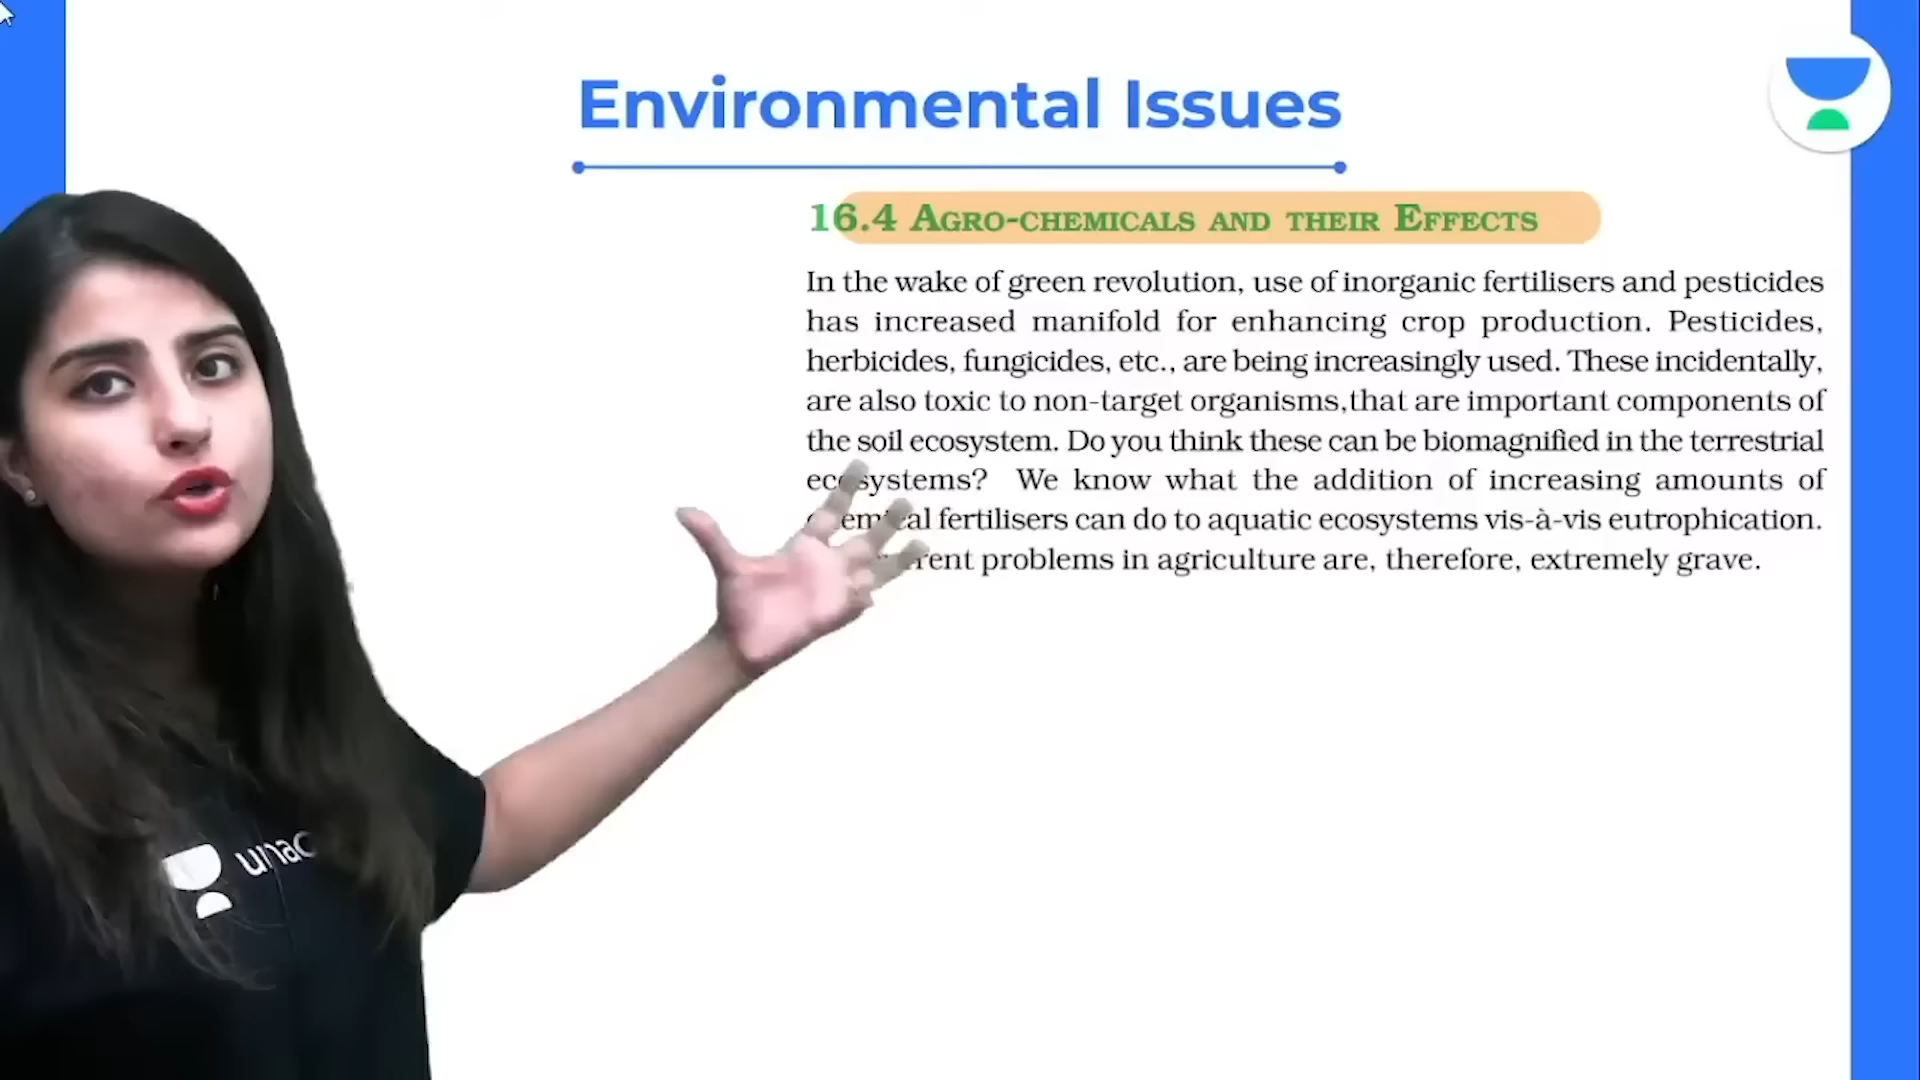 Environmental Issues
16.4 AGRO-CHEMICALS AND THEIR EFFECTS
In the wake of green revolution, use of inorganic fertilisers and pesticides
has increased manifold for enhancing crop production. Pesticides,
herbicides, fungicides, etc., are being increasingly used. These incidentally,
are also toxic to non-target organisms,that are important components of
the soil ecosystem. Do you think these can be biomagnified in the terrestrial
ecosystems? We know what the addition of increasing amounts of
chemical fertilisers can do to aquatic ecosystems vis-à-vis eutrophication.
problems in agriculture are, therefore, extremely grave.